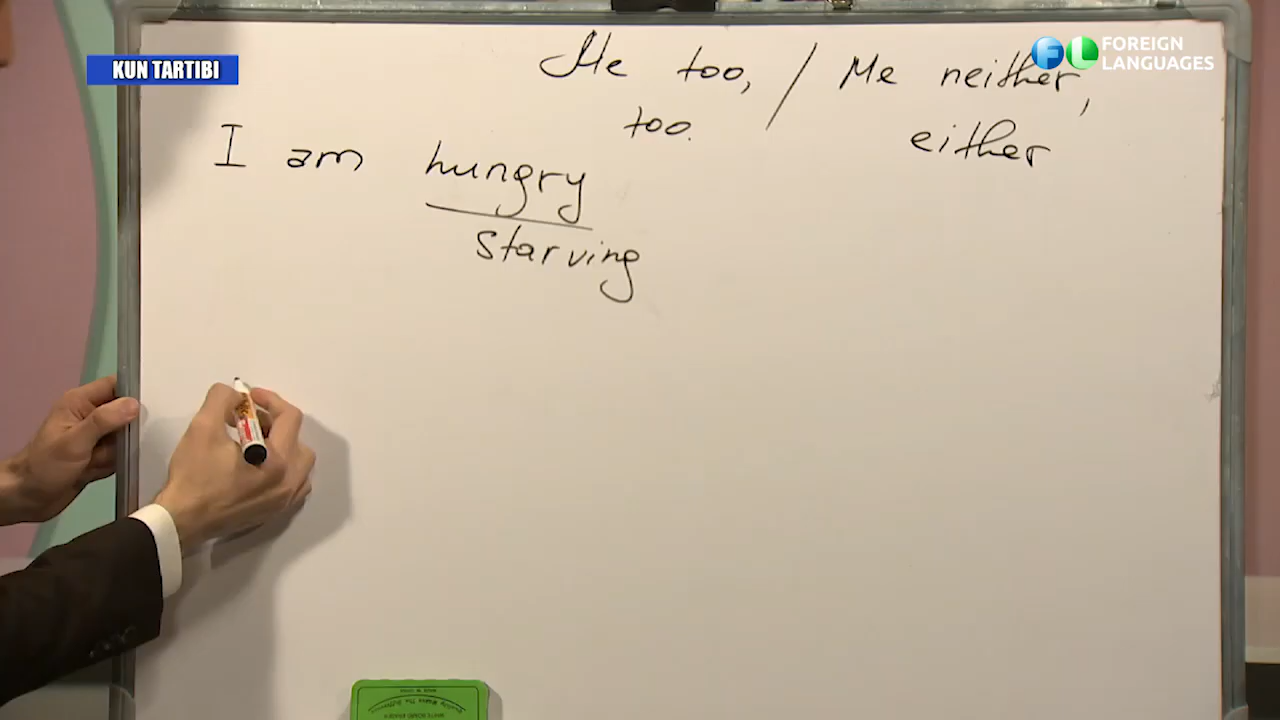 KUN TARTIBI
FOREIGN
LANGUAGES
Me too, / Me neither,
too. either
I am hungry
starving